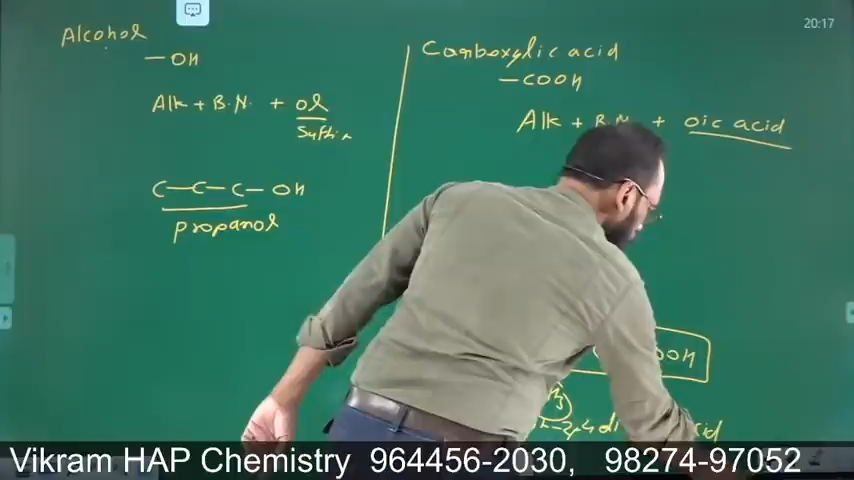 20:17
Alcohol
-OH
Alk + B.N. + ol
Suffix
C-C-C-OH
propanol
Carboxylic acid
-COOH
Alk + B.N + oic acid
OOH
Vikram HAP Chemistry 964456-2030, 98274-97052